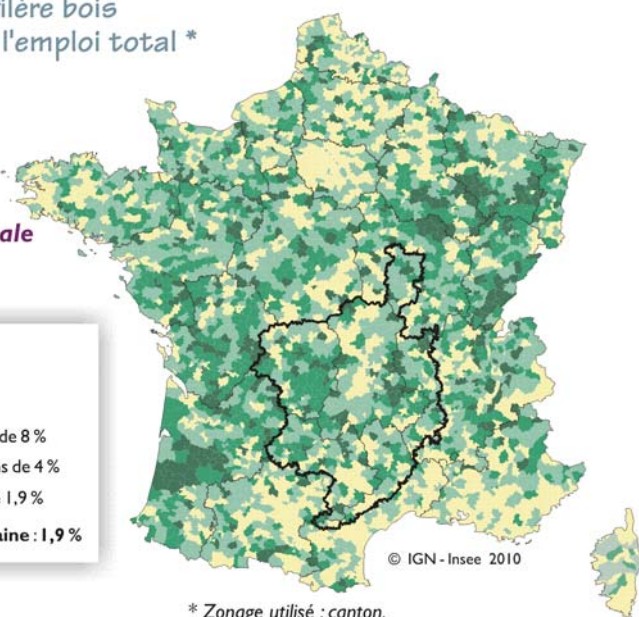 filière bois
l'emploi total *
ale
de 8 %
s de 4 %
1,9 %
aine : 1,9 %
© IGN - Insee 2010
* Zonage utilisé : canton.